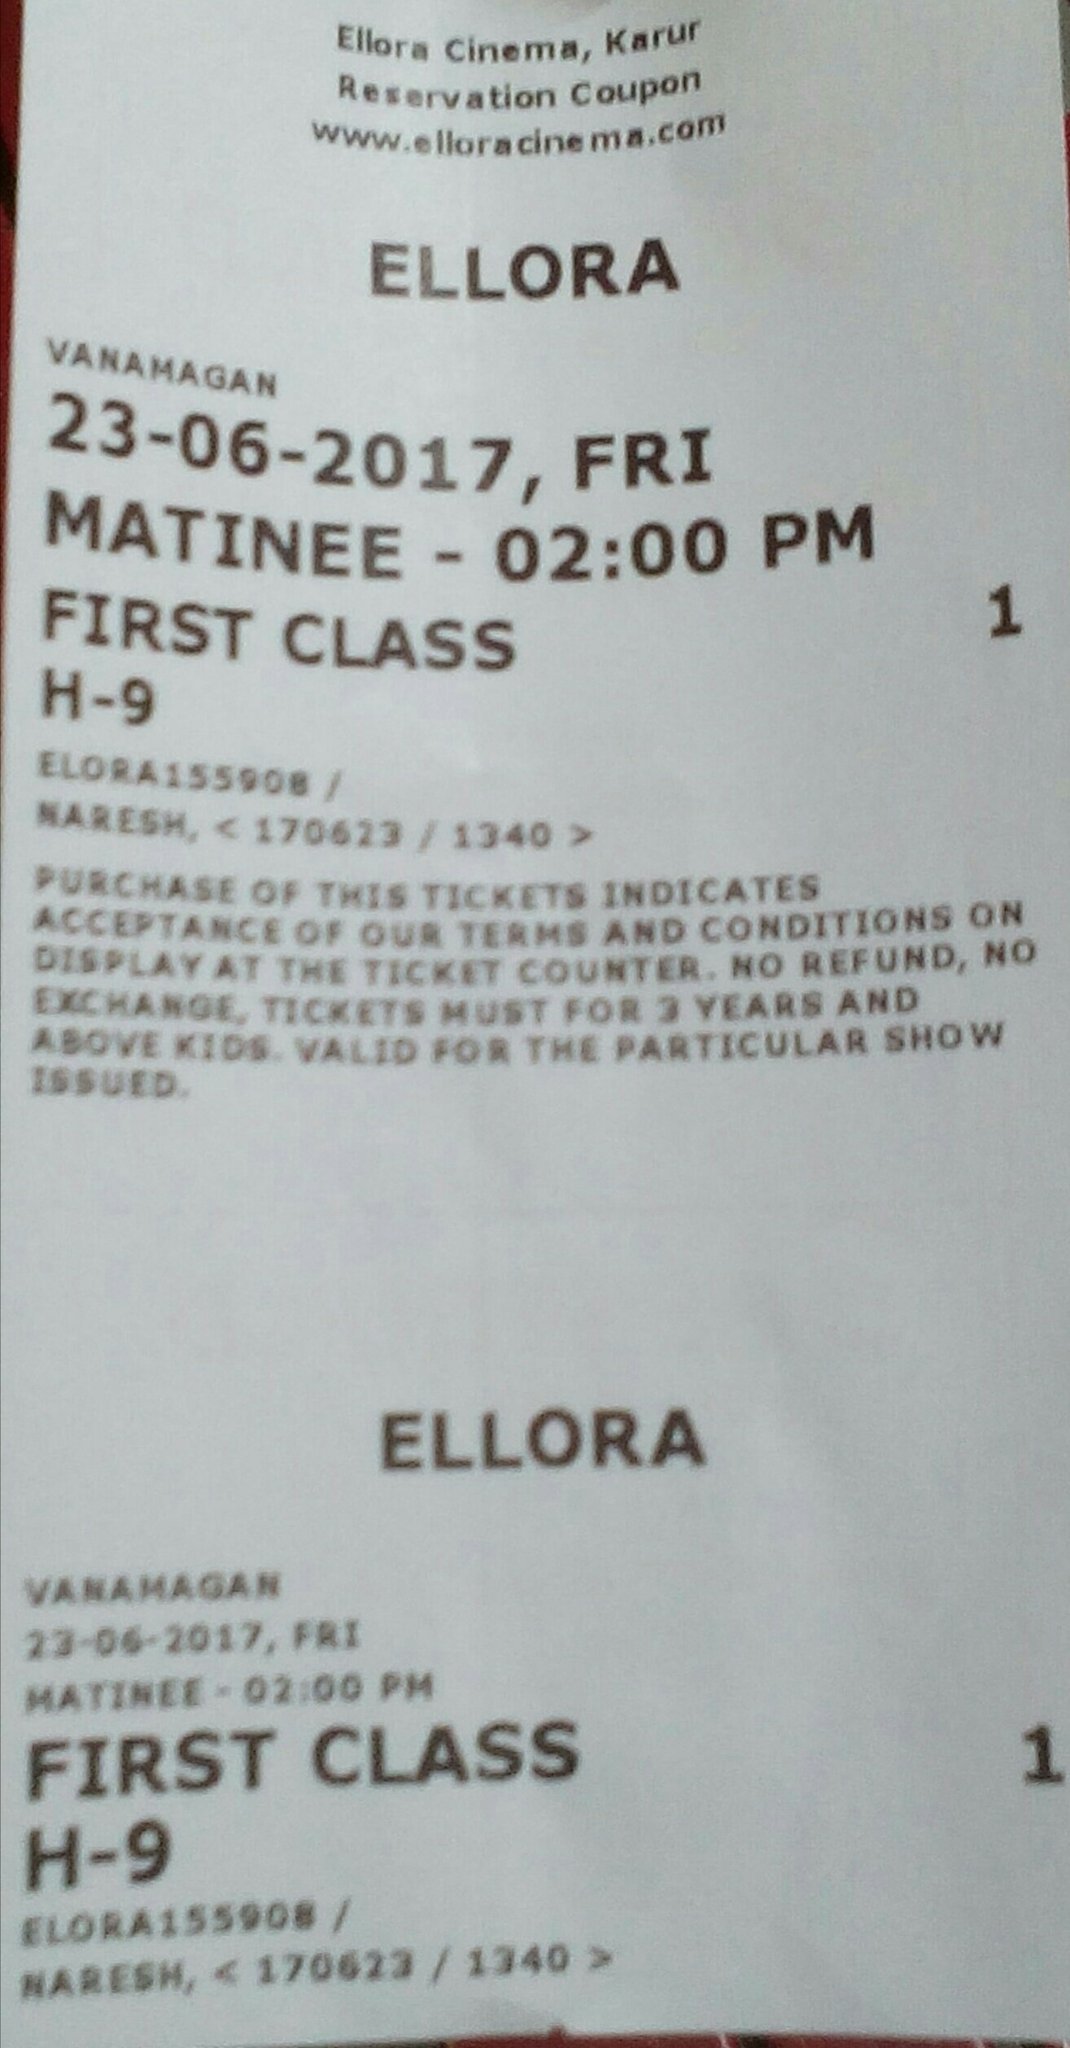 Ellora Cinema, Karur
Reservation Coupon
www.elloracinema.com
ELLORA
VANAMAGAN
23-06-2017, FRI
MATINEE - 02:00 PM
FIRST CLASS 1
H-9
ELORA155908 /
NARESH, < 170623 / 1340 >
PURCHASE OF THIS TICKETS INDICATES
ACCEPTANCE OF OUR TERMS AND CONDITIONS ON
DISPLAY AT THE TICKET COUNTER. NO REFUND, NO
EXCHANGE, TICKETS MUST FOR 3 YEARS AND
ABOVE KIDS. VALID FOR THE PARTICULAR SHOW
ISSUED.
ELLORA
VANAMAGAN
23-06-2017, FRI
MATINEE - 02:00 PM
FIRST CLASS 1
H-9
ELORA155908 /
NARESH, < 170623 / 1340 >